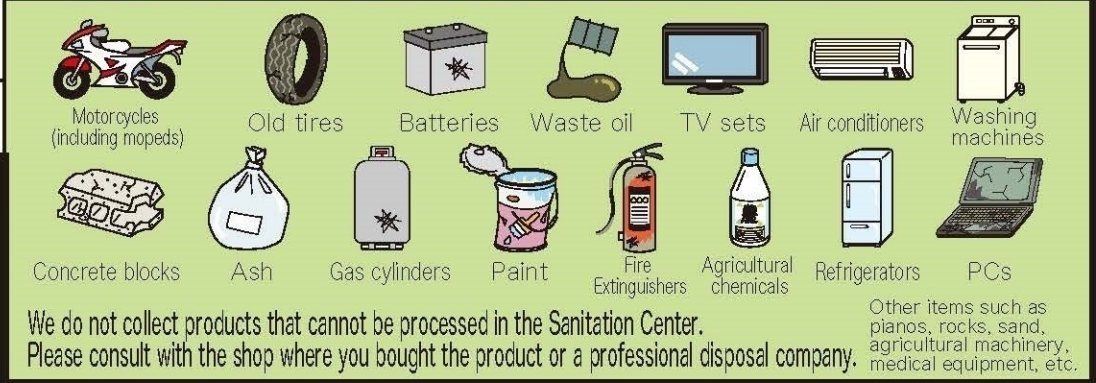 Motorcycles
(including mopeds)
Old tires
Batteries
Waste oil
TV sets
Air conditioners
Washing
machines
Concrete blocks
Ash
Gas cylinders
Paint
Fire
Extinguishers
Agricultural
chemicals
Refrigerators
PCs
We do not collect products that cannot be processed in the Sanitation Center.
Please consult with the shop where you bought the product or a professional disposal company.
Other items such as
pianos, rocks, sand,
agricultural machinery,
medical equipment, etc.